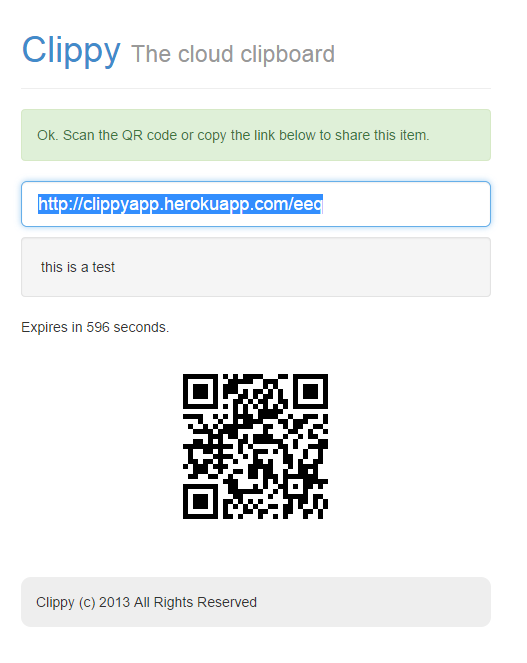 Clippy The cloud clipboard
Ok. Scan the QR code or copy the link below to share this item.
http://clippyapp.herokuapp.com/eeq
this is a test
Expires in 596 seconds.
Clippy (c) 2013 All Rights Reserved